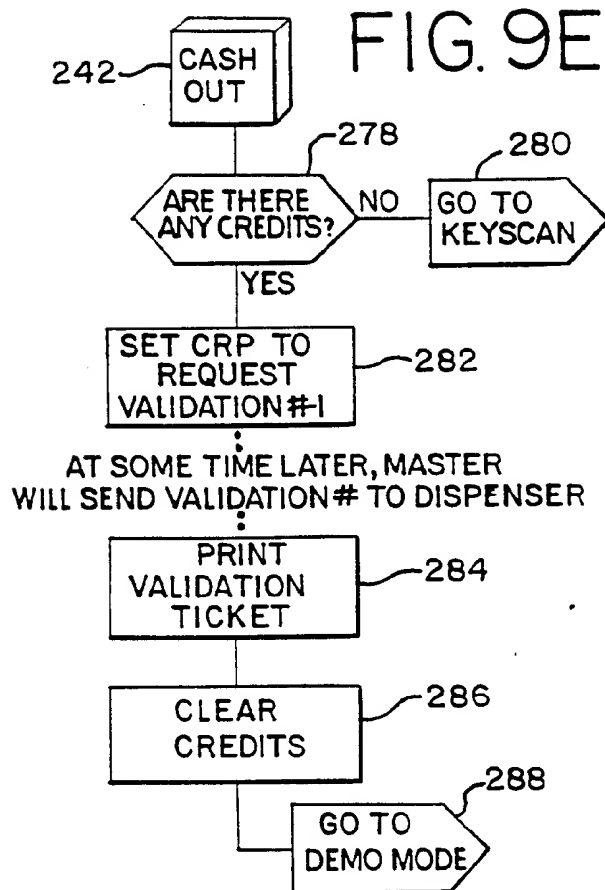 FIG. 9E
242
CASH
OUT
278
280
ARE THERE
ANY CREDITS?
NO
GO TO
KEYSCAN
YES
SET CRP TO
REQUEST
VALIDATION #1
282
AT SOME TIME LATER, MASTER
WILL SEND VALIDATION # TO DISPENSER
PRINT
VALIDATION
TICKET
284
CLEAR
CREDITS
286
288
GO TO
DEMO MODE